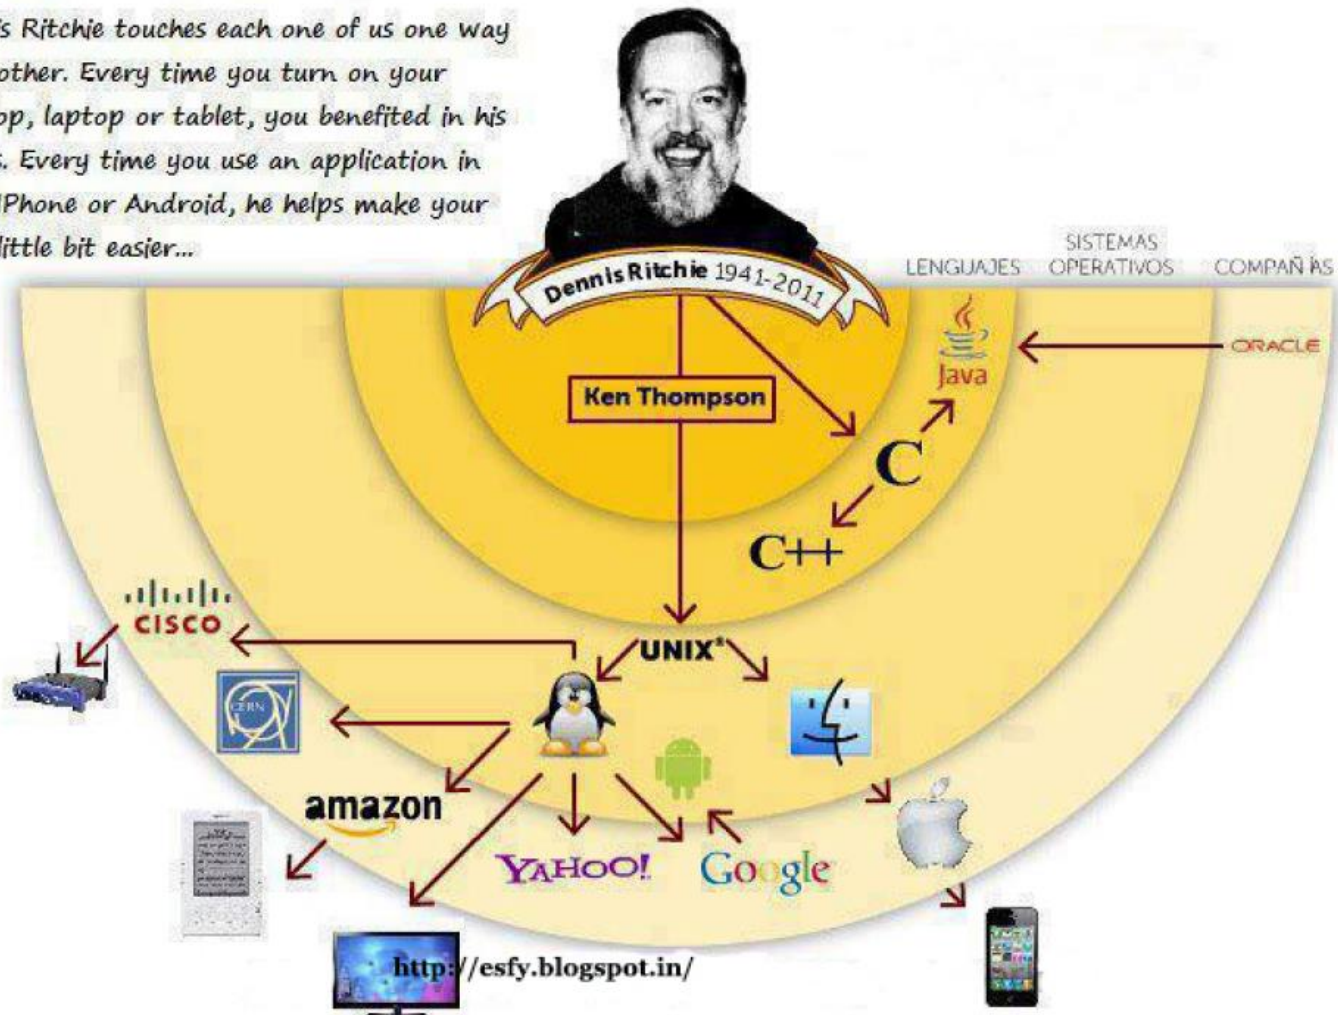 s Ritchie touches each one of us one way
other. Every time you turn on your
op, laptop or tablet, you benefited in his
s. Every time you use an application in
Phone or Android, he helps make your
little bit easier...
Dennis Ritchie 1941-2011
LENGUAJES
SISTEMAS
OPERATIVOS
COMPAÑIAS
Java
ORACLE
Ken Thompson
C
C++
UNIX®
CISCO
CERN
amazon
YAHOO!
Google
http://esfy.blogspot.in/